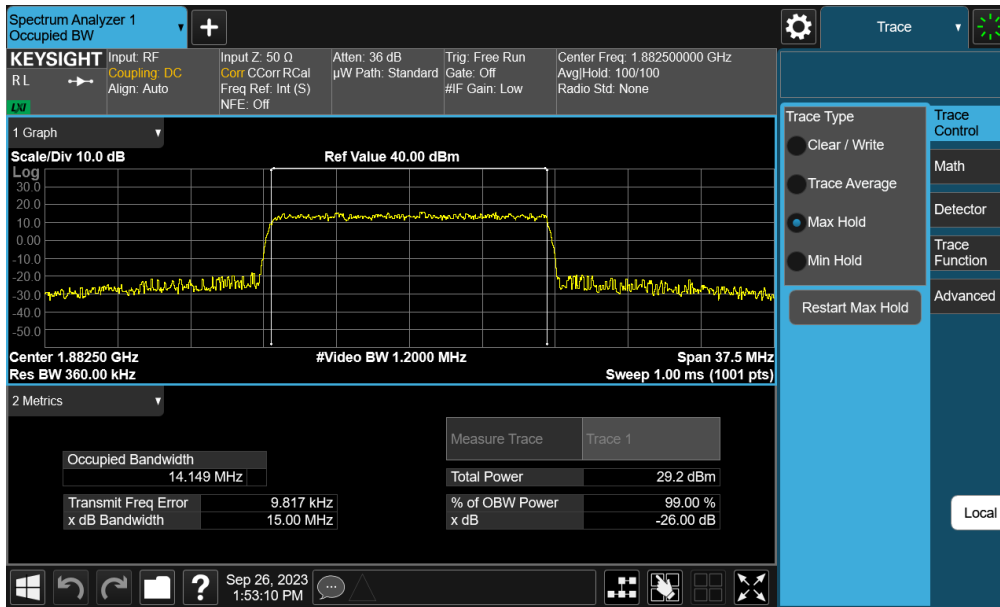 Spectrum Analyzer 1
Occupied BW
Trace
KEYSIGHT
R L
LXI
Input: RF
Coupling: DC
Align: Auto
Input Z: 50 Ω
Corr CCorr RCal
Freq Ref: Int (S)
NFE: Off
Atten: 36 dB
µW Path: Standard
Trig: Free Run
Gate: Off
#IF Gain: Low
Center Freq: 1.882500000 GHz
Avg|Hold: 100/100
Radio Std: None
1 Graph
Scale/Div 10.0 dB
Ref Value 40.00 dBm
Log
30.0
20.0
10.0
0.00
-10.0
-20.0
-30.0
-40.0
-50.0
Center 1.88250 GHz
#Video BW 1.2000 MHz
Span 37.5 MHz
Res BW 360.00 kHz
Sweep 1.00 ms (1001 pts)
2 Metrics
Measure Trace
Trace 1
Occupied Bandwidth
14.149 MHz
Total Power
29.2 dBm
Transmit Freq Error
9.817 kHz
% of OBW Power
99.00 %
x dB Bandwidth
15.00 MHz
x dB
-26.00 dB
Trace Type
Clear / Write
Trace Average
Max Hold
Min Hold
Restart Max Hold
Trace
Control
Math
Detector
Trace
Function
Advanced
Local
?
Sep 26, 2023
1:53:10 PM